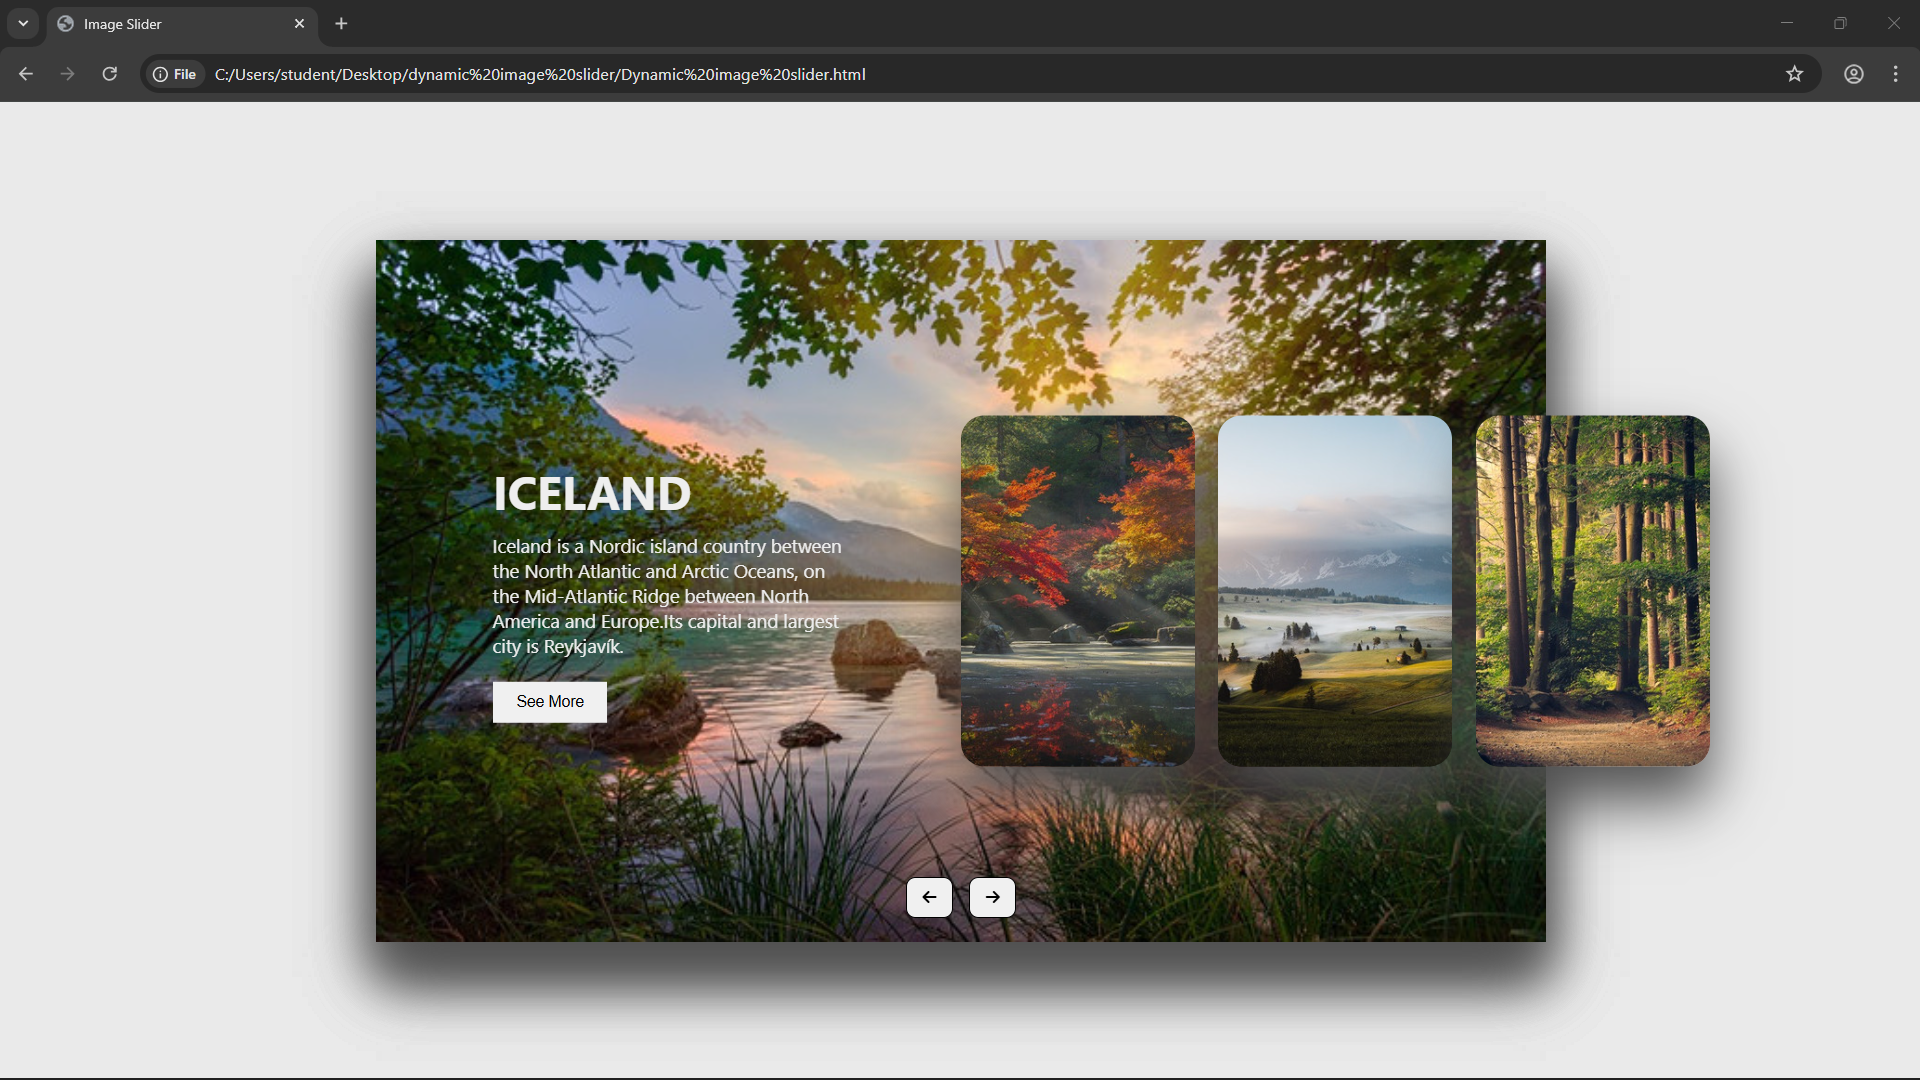 Image Slider
File
C:/Users/student/Desktop/dynamic%20image%20slider/Dynamic%20image%20slider.html
ICELAND
Iceland is a Nordic island country between
the North Atlantic and Arctic Oceans, on
the Mid-Atlantic Ridge between North
America and Europe.Its capital and largest
city is Reykjavík.
See More